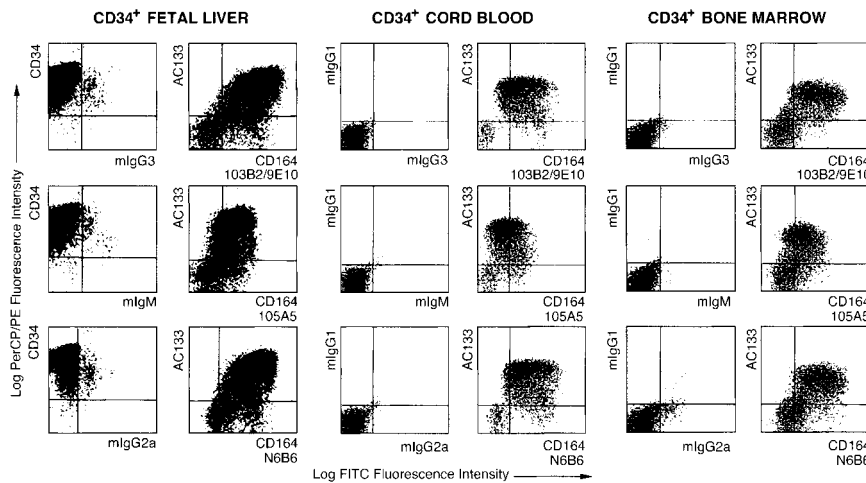 CD34⁺ FETAL LIVER
CD34⁺ CORD BLOOD
CD34⁺ BONE MARROW
Log PerCP/PE Fluorescence Intensity
CD34
mIgG3
AC133
CD164
103B2/9E10
mIgG1
mIgG3
AC133
CD164
103B2/9E10
mIgG1
mIgG3
AC133
CD164
103B2/9E10
CD34
mIgM
AC133
CD164
105A5
mIgG1
mIgM
AC133
CD164
105A5
mIgG1
mIgM
AC133
CD164
105A5
CD34
mIgG2a
AC133
CD164
N6B6
mIgG1
mIgG2a
AC133
CD164
N6B6
mIgG1
mIgG2a
AC133
CD164
N6B6
Log FITC Fluorescence Intensity